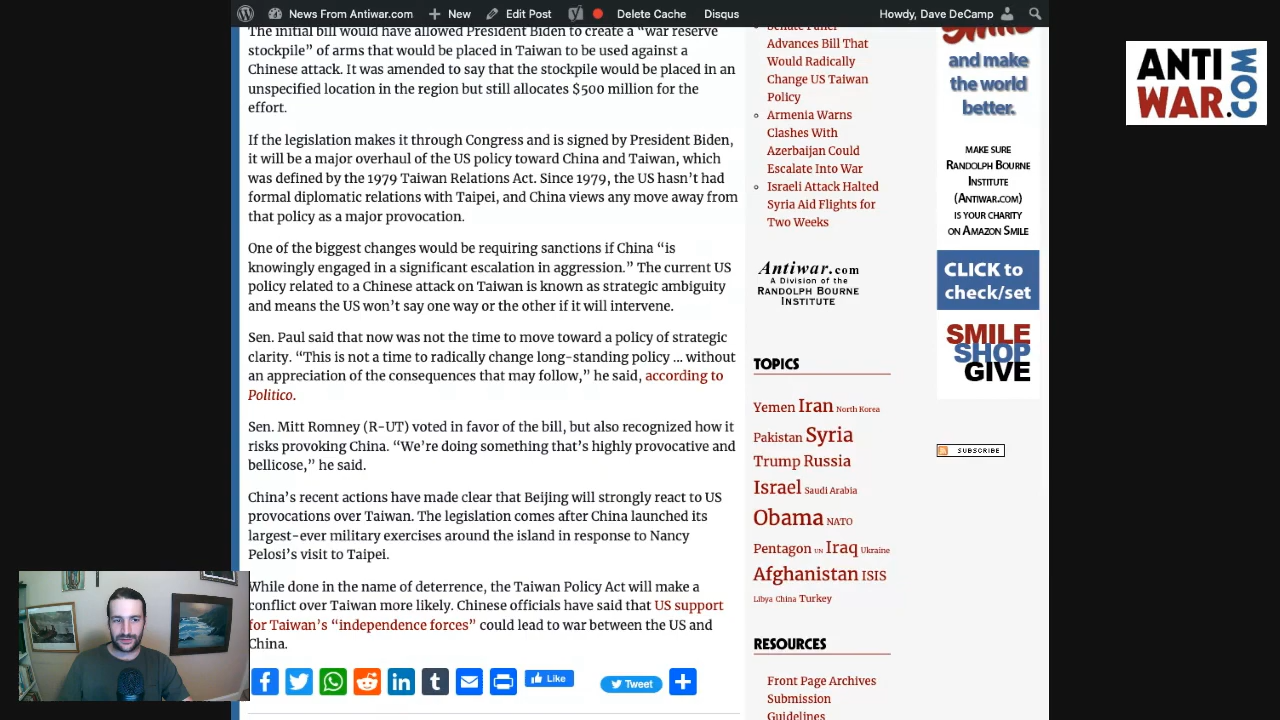 News From Antiwar.com
New
Edit Post
Delete Cache
Disqus
Howdy, Dave DeCamp
The initial bill would have allowed President Biden to create a “war reserve
stockpile” of arms that would be placed in Taiwan to be used against a
Chinese attack. It was amended to say that the stockpile would be placed in an
unspecified location in the region but still allocates $500 million for the
effort.
If the legislation makes it through Congress and is signed by President Biden,
it will be a major overhaul of the US policy toward China and Taiwan, which
was defined by the 1979 Taiwan Relations Act. Since 1979, the US hasn’t had
formal diplomatic relations with Taipei, and China views any move away from
that policy as a major provocation.
One of the biggest changes would be requiring sanctions if China “is
knowingly engaged in a significant escalation in aggression.” The current US
policy related to a Chinese attack on Taiwan is known as strategic ambiguity
and means the US won’t say one way or the other if it will intervene.
Sen. Paul said that now was not the time to move toward a policy of strategic
clarity. “This is not a time to radically change long-standing policy … without
an appreciation of the consequences that may follow,” he said, according to
Politico.
Sen. Mitt Romney (R-UT) voted in favor of the bill, but also recognized how it
risks provoking China. “We’re doing something that’s highly provocative and
bellicose,” he said.
China’s recent actions have made clear that Beijing will strongly react to US
provocations over Taiwan. The legislation comes after China launched its
largest-ever military exercises around the island in response to Nancy
Pelosi’s visit to Taipei.
While done in the name of deterrence, the Taiwan Policy Act will make a
conflict over Taiwan more likely. Chinese officials have said that US support
for Taiwan’s “independence forces” could lead to war between the US and
China.
Like
Tweet
Senate Panel
Advances Bill That
Would Radically
Change US Taiwan
Policy
Armenia Warns
Clashes With
Azerbaijan Could
Escalate Into War
Israeli Attack Halted
Syria Aid Flights for
Two Weeks
Antiwar.com
A Division of the
RANDOLPH BOURNE
INSTITUTE
TOPICS
Yemen Iran North Korea
Pakistan Syria
Trump Russia
Israel Saudi Arabia
Obama NATO
Pentagon UN Iraq Ukraine
Afghanistan ISIS
Libya China Turkey
RESOURCES
Front Page Archives
Submission
Guidelines
and make
the world
better.
MAKE SURE
RANDOLPH BOURNE
INSTITUTE
(ANTIWAR.COM)
IS YOUR CHARITY
ON AMAZON SMILE
CLICK to
check/set
SMILE
SHOP
GIVE
SUBSCRIBE
ANTI
WAR.COM